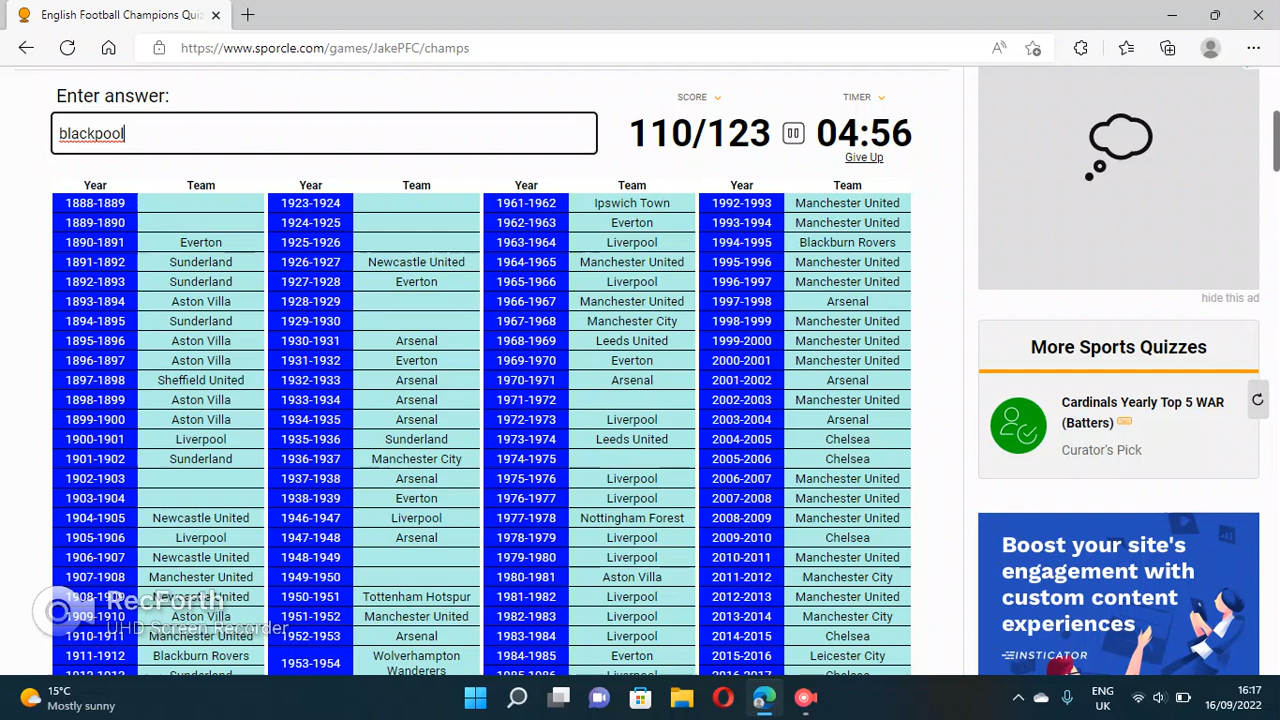 English Football Champions Quiz
https://www.sporcle.com/games/JakePFC/champs
Enter answer:
blackpool
SCORE
TIMER
110/123
04:56
Give Up
Year Team Year Team Year Team Year Team
1888-1889 1923-1924 1961-1962 Ipswich Town 1992-1993 Manchester United
1889-1890 1924-1925 1962-1963 Everton 1993-1994 Manchester United
1890-1891 Everton 1925-1926 1963-1964 Liverpool 1994-1995 Blackburn Rovers
1891-1892 Sunderland 1926-1927 Newcastle United 1964-1965 Manchester United 1995-1996 Manchester United
1892-1893 Sunderland 1927-1928 Everton 1965-1966 Liverpool 1996-1997 Manchester United
1893-1894 Aston Villa 1928-1929 1966-1967 Manchester United 1997-1998 Arsenal
1894-1895 Sunderland 1929-1930 1967-1968 Manchester City 1998-1999 Manchester United
1895-1896 Aston Villa 1930-1931 Arsenal 1968-1969 Leeds United 1999-2000 Manchester United
1896-1897 Aston Villa 1931-1932 Everton 1969-1970 Everton 2000-2001 Manchester United
1897-1898 Sheffield United 1932-1933 Arsenal 1970-1971 Arsenal 2001-2002 Arsenal
1898-1899 Aston Villa 1933-1934 Arsenal 1971-1972 2002-2003 Manchester United
1899-1900 Aston Villa 1934-1935 Arsenal 1972-1973 Liverpool 2003-2004 Arsenal
1900-1901 Liverpool 1935-1936 Sunderland 1973-1974 Leeds United 2004-2005 Chelsea
1901-1902 Sunderland 1936-1937 Manchester City 1974-1975 2005-2006 Chelsea
1902-1903 1937-1938 Arsenal 1975-1976 Liverpool 2006-2007 Manchester United
1903-1904 1938-1939 Everton 1976-1977 Liverpool 2007-2008 Manchester United
1904-1905 Newcastle United 1946-1947 Liverpool 1977-1978 Nottingham Forest 2008-2009 Manchester United
1905-1906 Liverpool 1947-1948 Arsenal 1978-1979 Liverpool 2009-2010 Chelsea
1906-1907 Newcastle United 1948-1949 1979-1980 Liverpool 2010-2011 Manchester United
1907-1908 Manchester United 1949-1950 1980-1981 Aston Villa 2011-2012 Manchester City
1908-1909 Newcastle United 1950-1951 Tottenham Hotspur 1981-1982 Liverpool 2012-2013 Manchester United
1909-1910 Aston Villa 1951-1952 Manchester United 1982-1983 Liverpool 2013-2014 Manchester City
1910-1911 Manchester United 1952-1953 Arsenal 1983-1984 Liverpool 2014-2015 Chelsea
1911-1912 Blackburn Rovers 1953-1954 Wolverhampton Wanderers 1984-1985 Everton 2015-2016 Leicester City
1912-1913 Sunderland 1985-1986 Liverpool 2016-2017 Chelsea
RecForth
UHD Screen Recorder
hide this ad
More Sports Quizzes
Cardinals Yearly Top 5 WAR
(Batters)
Curator's Pick
Boost your site's
engagement with
custom content
experiences
INSTICATOR
15°C
Mostly sunny
ENG
UK
16:17
16/09/2022